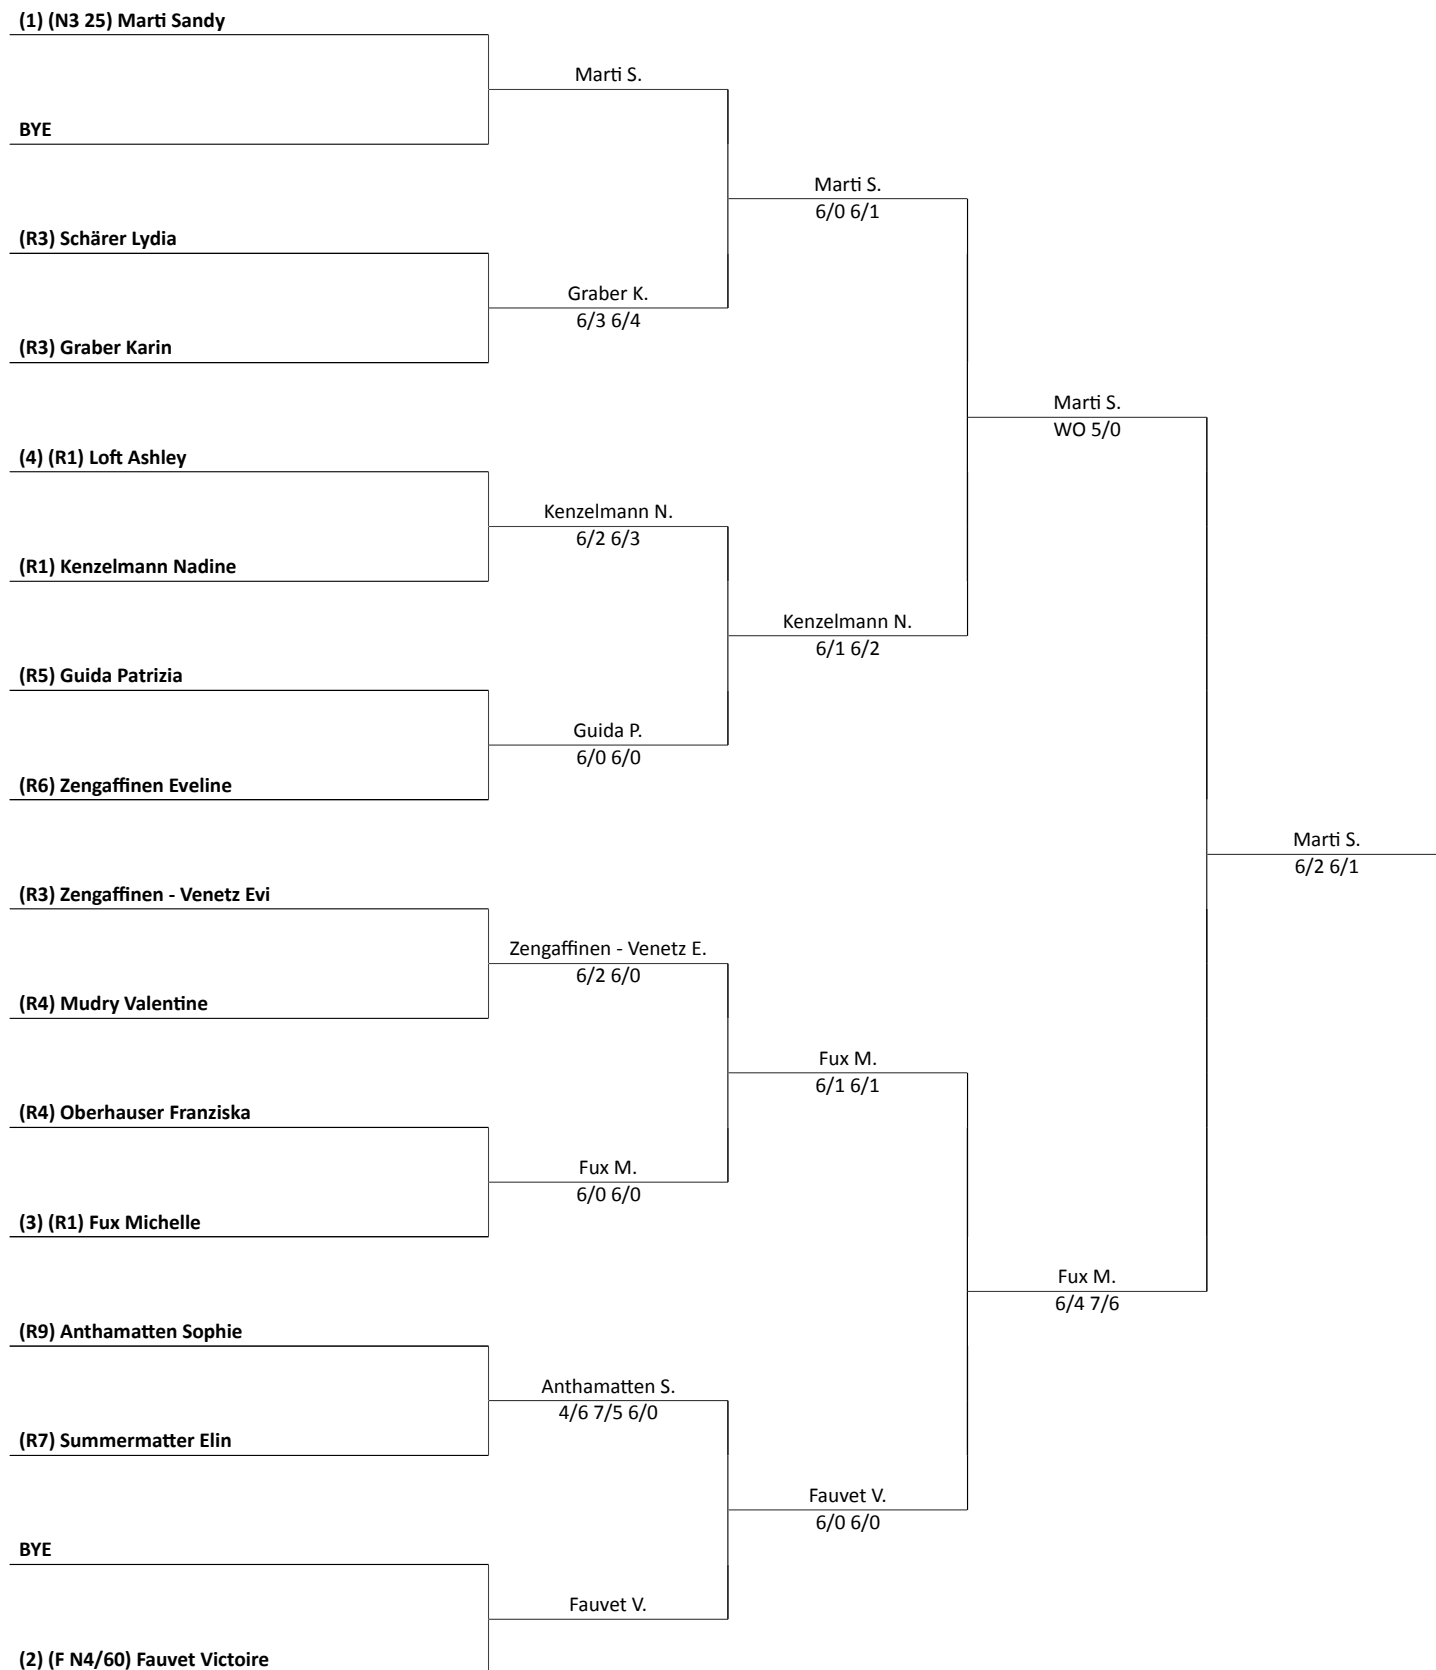 (1) (N3 25) Marti Sandy
Marti S.
BYE
Marti S.
6/0 6/1
(R3) Schärer Lydia
Graber K.
6/3 6/4
(R3) Graber Karin
Marti S.
WO 5/0
(4) (R1) Loft Ashley
Kenzelmann N.
6/2 6/3
(R1) Kenzelmann Nadine
Kenzelmann N.
6/1 6/2
(R5) Guida Patrizia
Guida P.
6/0 6/0
(R6) Zengaffinen Eveline
Marti S.
6/2 6/1
(R3) Zengaffinen - Venetz Evi
Zengaffinen - Venetz E.
6/2 6/0
(R4) Mudry Valentine
Fux M.
6/1 6/1
(R4) Oberhauser Franziska
Fux M.
6/0 6/0
(3) (R1) Fux Michelle
Fux M.
6/4 7/6
(R9) Anthamatten Sophie
Anthamatten S.
4/6 7/5 6/0
(R7) Summermatter Elin
Fauvet V.
6/0 6/0
BYE
Fauvet V.
(2) (F N4/60) Fauvet Victoire